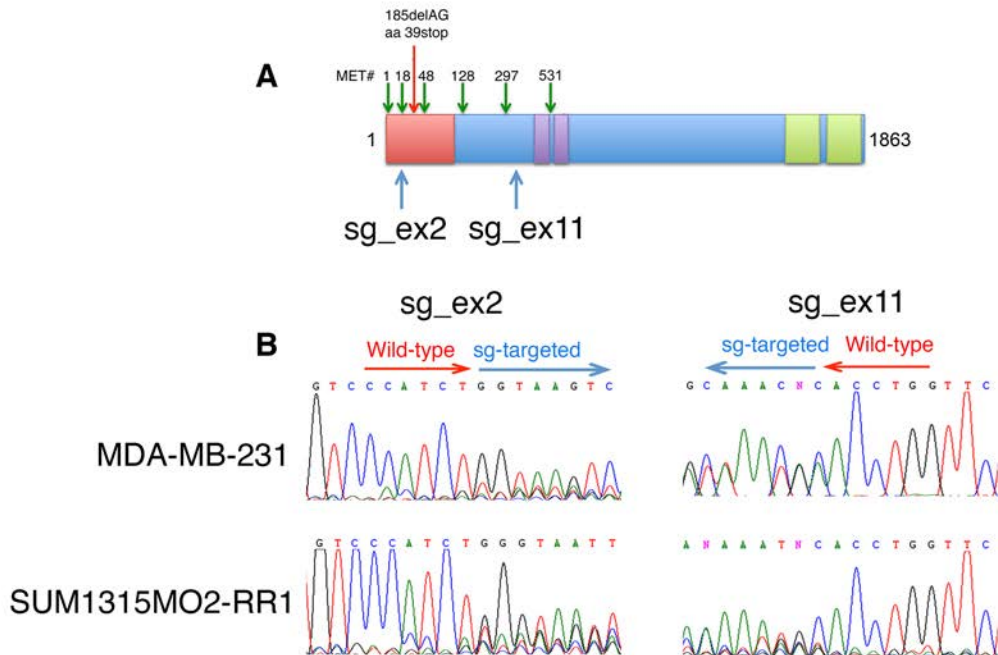 185delAG
aa 39stop
A
MET# 1 18 48 128 297 531
1
1863
sg_ex2 sg_ex11
sg_ex2 sg_ex11
B
Wild-type sg-targeted sg-targeted Wild-type
G T C C C A T C T G G T A A G T C G C A A A C N C A C C T G G T T C
MDA-MB-231
G T C C C A T C T G G G T A A T T A N A A A T N C A C C T G G T T C
SUM1315MO2-RR1